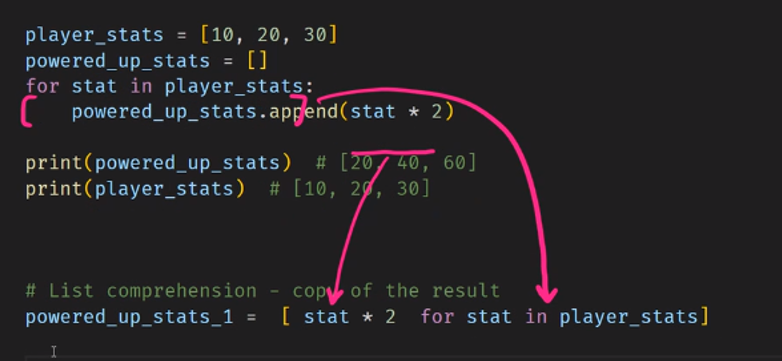 player_stats = [10, 20, 30]
powered_up_stats = []
for stat in player_stats:
    powered_up_stats.append(stat * 2)
print(powered_up_stats)  # [20, 40, 60]
print(player_stats)  # [10, 20, 30]
# List comprehension - copy of the result
powered_up_stats_1 =  [ stat * 2  for stat in player_stats]